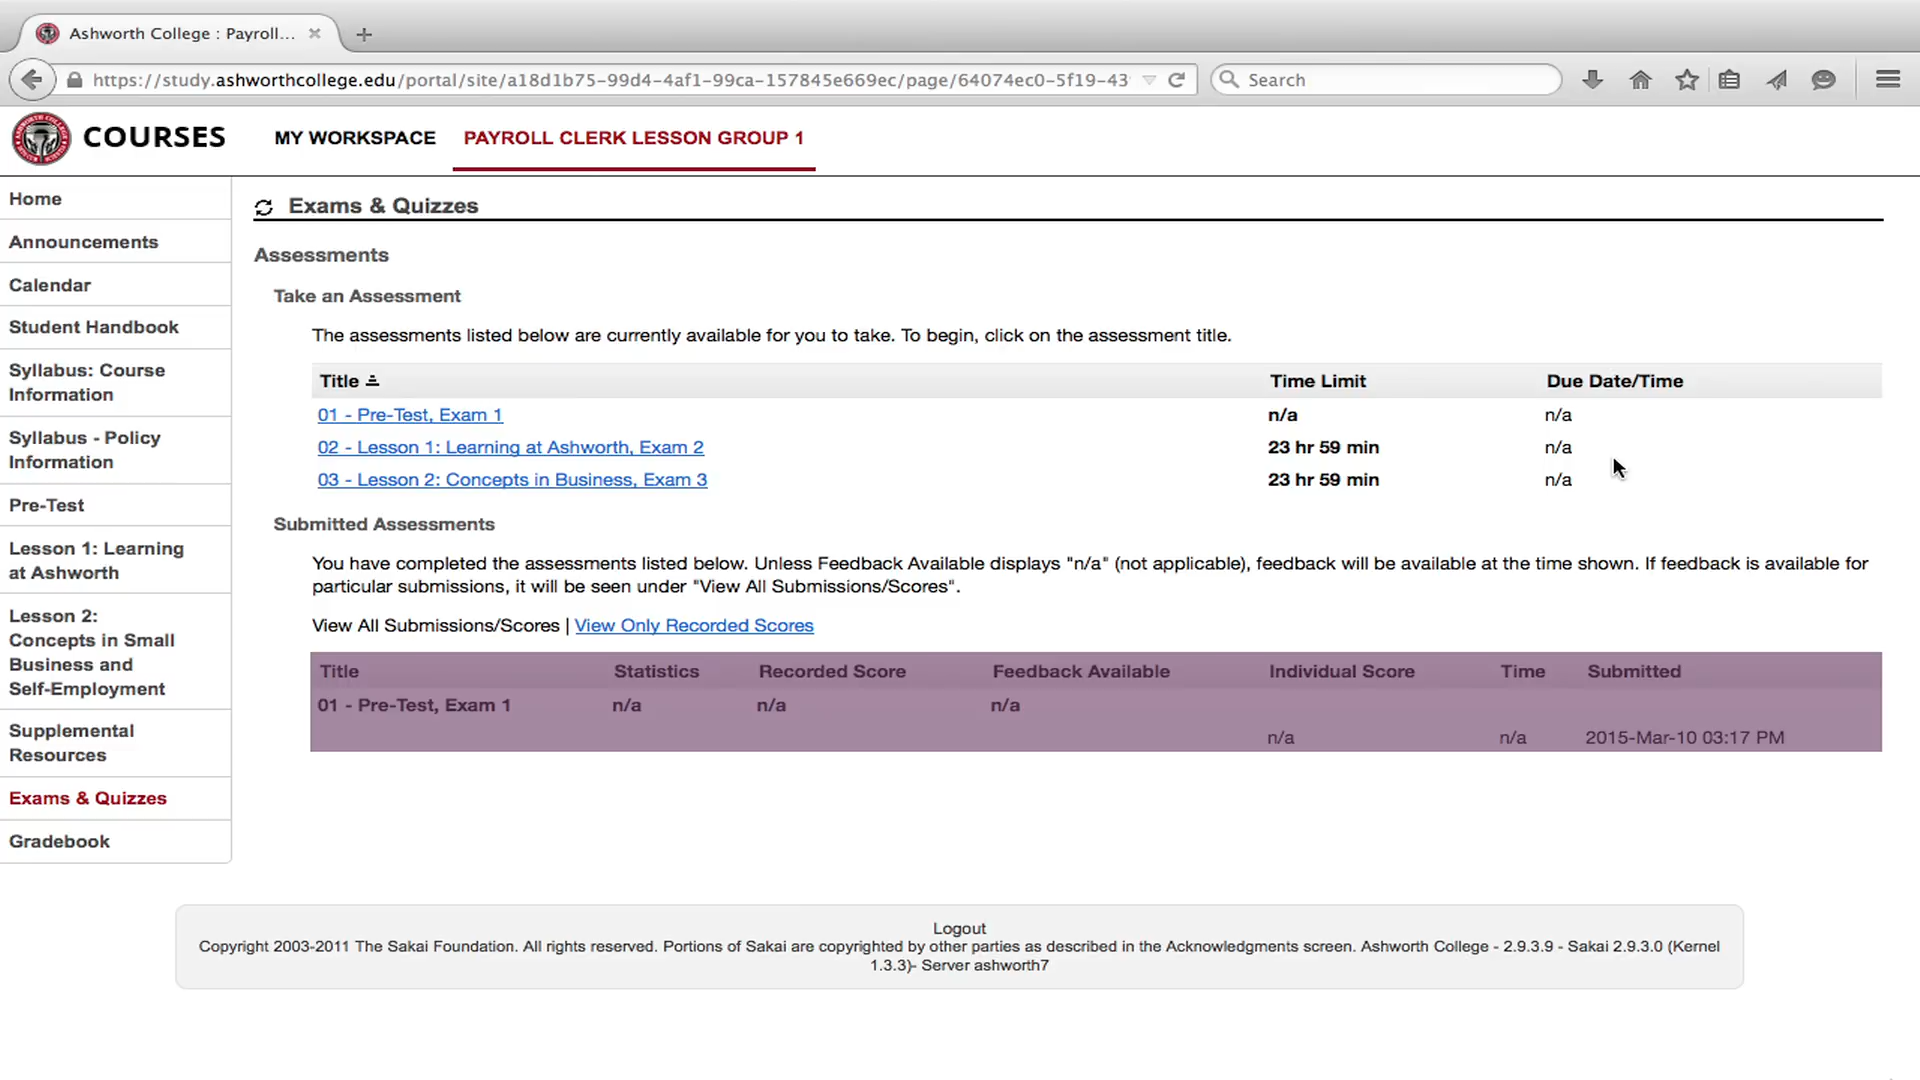 Ashworth College : Payroll...
https://study.ashworthcollege.edu/portal/site/a18d1b75-99d4-4af1-99ca-157845e669ec/page/64074ec0-5f19-43
Search
COURSES
MY WORKSPACE
PAYROLL CLERK LESSON GROUP 1
Home
Announcements
Calendar
Student Handbook
Syllabus: Course
Information
Syllabus - Policy
Information
Pre-Test
Lesson 1: Learning
at Ashworth
Lesson 2:
Concepts in Small
Business and
Self-Employment
Supplemental
Resources
Exams & Quizzes
Gradebook
Exams & Quizzes
Assessments
Take an Assessment
The assessments listed below are currently available for you to take. To begin, click on the assessment title.
Title Time Limit Due Date/Time
01 - Pre-Test, Exam 1 n/a n/a
02 - Lesson 1: Learning at Ashworth, Exam 2 23 hr 59 min n/a
03 - Lesson 2: Concepts in Business, Exam 3 23 hr 59 min n/a
Submitted Assessments
You have completed the assessments listed below. Unless Feedback Available displays "n/a" (not applicable), feedback will be available at the time shown. If feedback is available for
particular submissions, it will be seen under "View All Submissions/Scores".
View All Submissions/Scores | View Only Recorded Scores
Title Statistics Recorded Score Feedback Available Individual Score Time Submitted
01 - Pre-Test, Exam 1 n/a n/a n/a
n/a n/a 2015-Mar-10 03:17 PM
Logout
Copyright 2003-2011 The Sakai Foundation. All rights reserved. Portions of Sakai are copyrighted by other parties as described in the Acknowledgments screen. Ashworth College - 2.9.3.9 - Sakai 2.9.3.0 (Kernel
1.3.3)- Server ashworth7